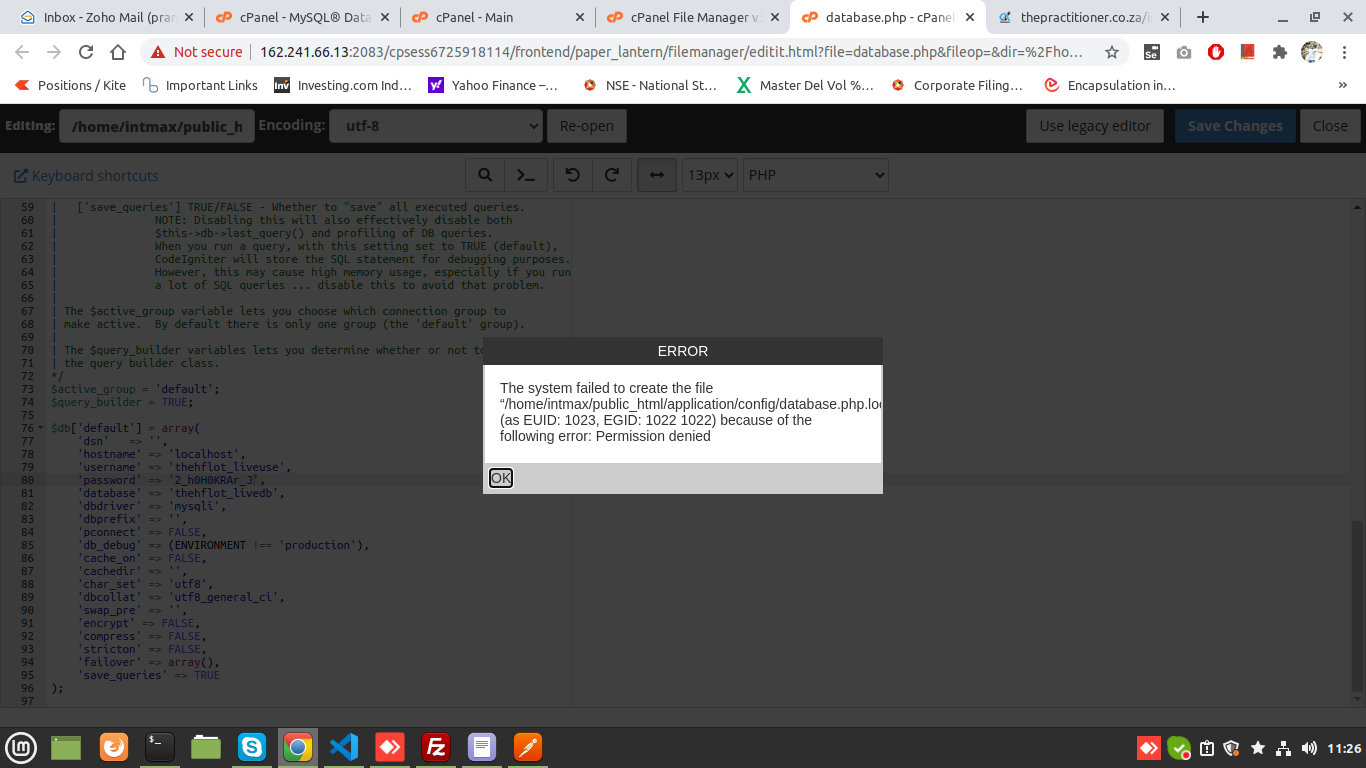 Inbox - Zoho Mail (pran
cPanel - MySQL® Data
cPanel - Main
cPanel File Manager v
database.php - cPanel
thepractitioner.co.za/i
Not secure
162.241.66.13:2083/cpsess6725918114/frontend/paper_lantern/filemanager/editit.html?file=database.php&fileop=&dir=%2Fho…
Positions / Kite
Important Links
Investing.com Ind…
Yahoo Finance –…
NSE - National St…
Master Del Vol %…
Corporate Filing…
Encapsulation in…
»
Editing:
/home/intmax/public_h
Encoding:
utf-8
Re-open
Use legacy editor
Save Changes
Close
Keyboard shortcuts
13px
PHP
59 |   ['save_queries'] TRUE/FALSE - Whether to "save" all executed queries.
60 |               NOTE: Disabling this will also effectively disable both
61 |               $this->db->last_query() and profiling of DB queries.
62 |               When you run a query, with this setting set to TRUE (default),
63 |               CodeIgniter will store the SQL statement for debugging purposes.
64 |               However, this may cause high memory usage, especially if you run
65 |               a lot of SQL queries ... disable this to avoid that problem.
66 |
67 | The $active_group variable lets you choose which connection group to
68 | make active.  By default there is only one group (the 'default' group).
69 |
70 | The $query_builder variables lets you determine whether or not to
71 | the query builder class.
72 */
73 $active_group = 'default';
74 $query_builder = TRUE;
75
76 $db['default'] = array(
77     'dsn'   => '',
78     'hostname' => 'localhost',
79     'username' => 'thehflot_liveuse',
80     'password' => '2_h0H0KRAr_J',
81     'database' => 'thehflot_livedb',
82     'dbdriver' => 'mysqli',
83     'dbprefix' => '',
84     'pconnect' => FALSE,
85     'db_debug' => (ENVIRONMENT !== 'production'),
86     'cache_on' => FALSE,
87     'cachedir' => '',
88     'char_set' => 'utf8',
89     'dbcollat' => 'utf8_general_ci',
90     'swap_pre' => '',
91     'encrypt' => FALSE,
92     'compress' => FALSE,
93     'stricton' => FALSE,
94     'failover' => array(),
95     'save_queries' => TRUE
96 );
97
ERROR
The system failed to create the file
“/home/intmax/public_html/application/config/database.php.loc
(as EUID: 1023, EGID: 1022 1022) because of the
following error: Permission denied
OK
11:26